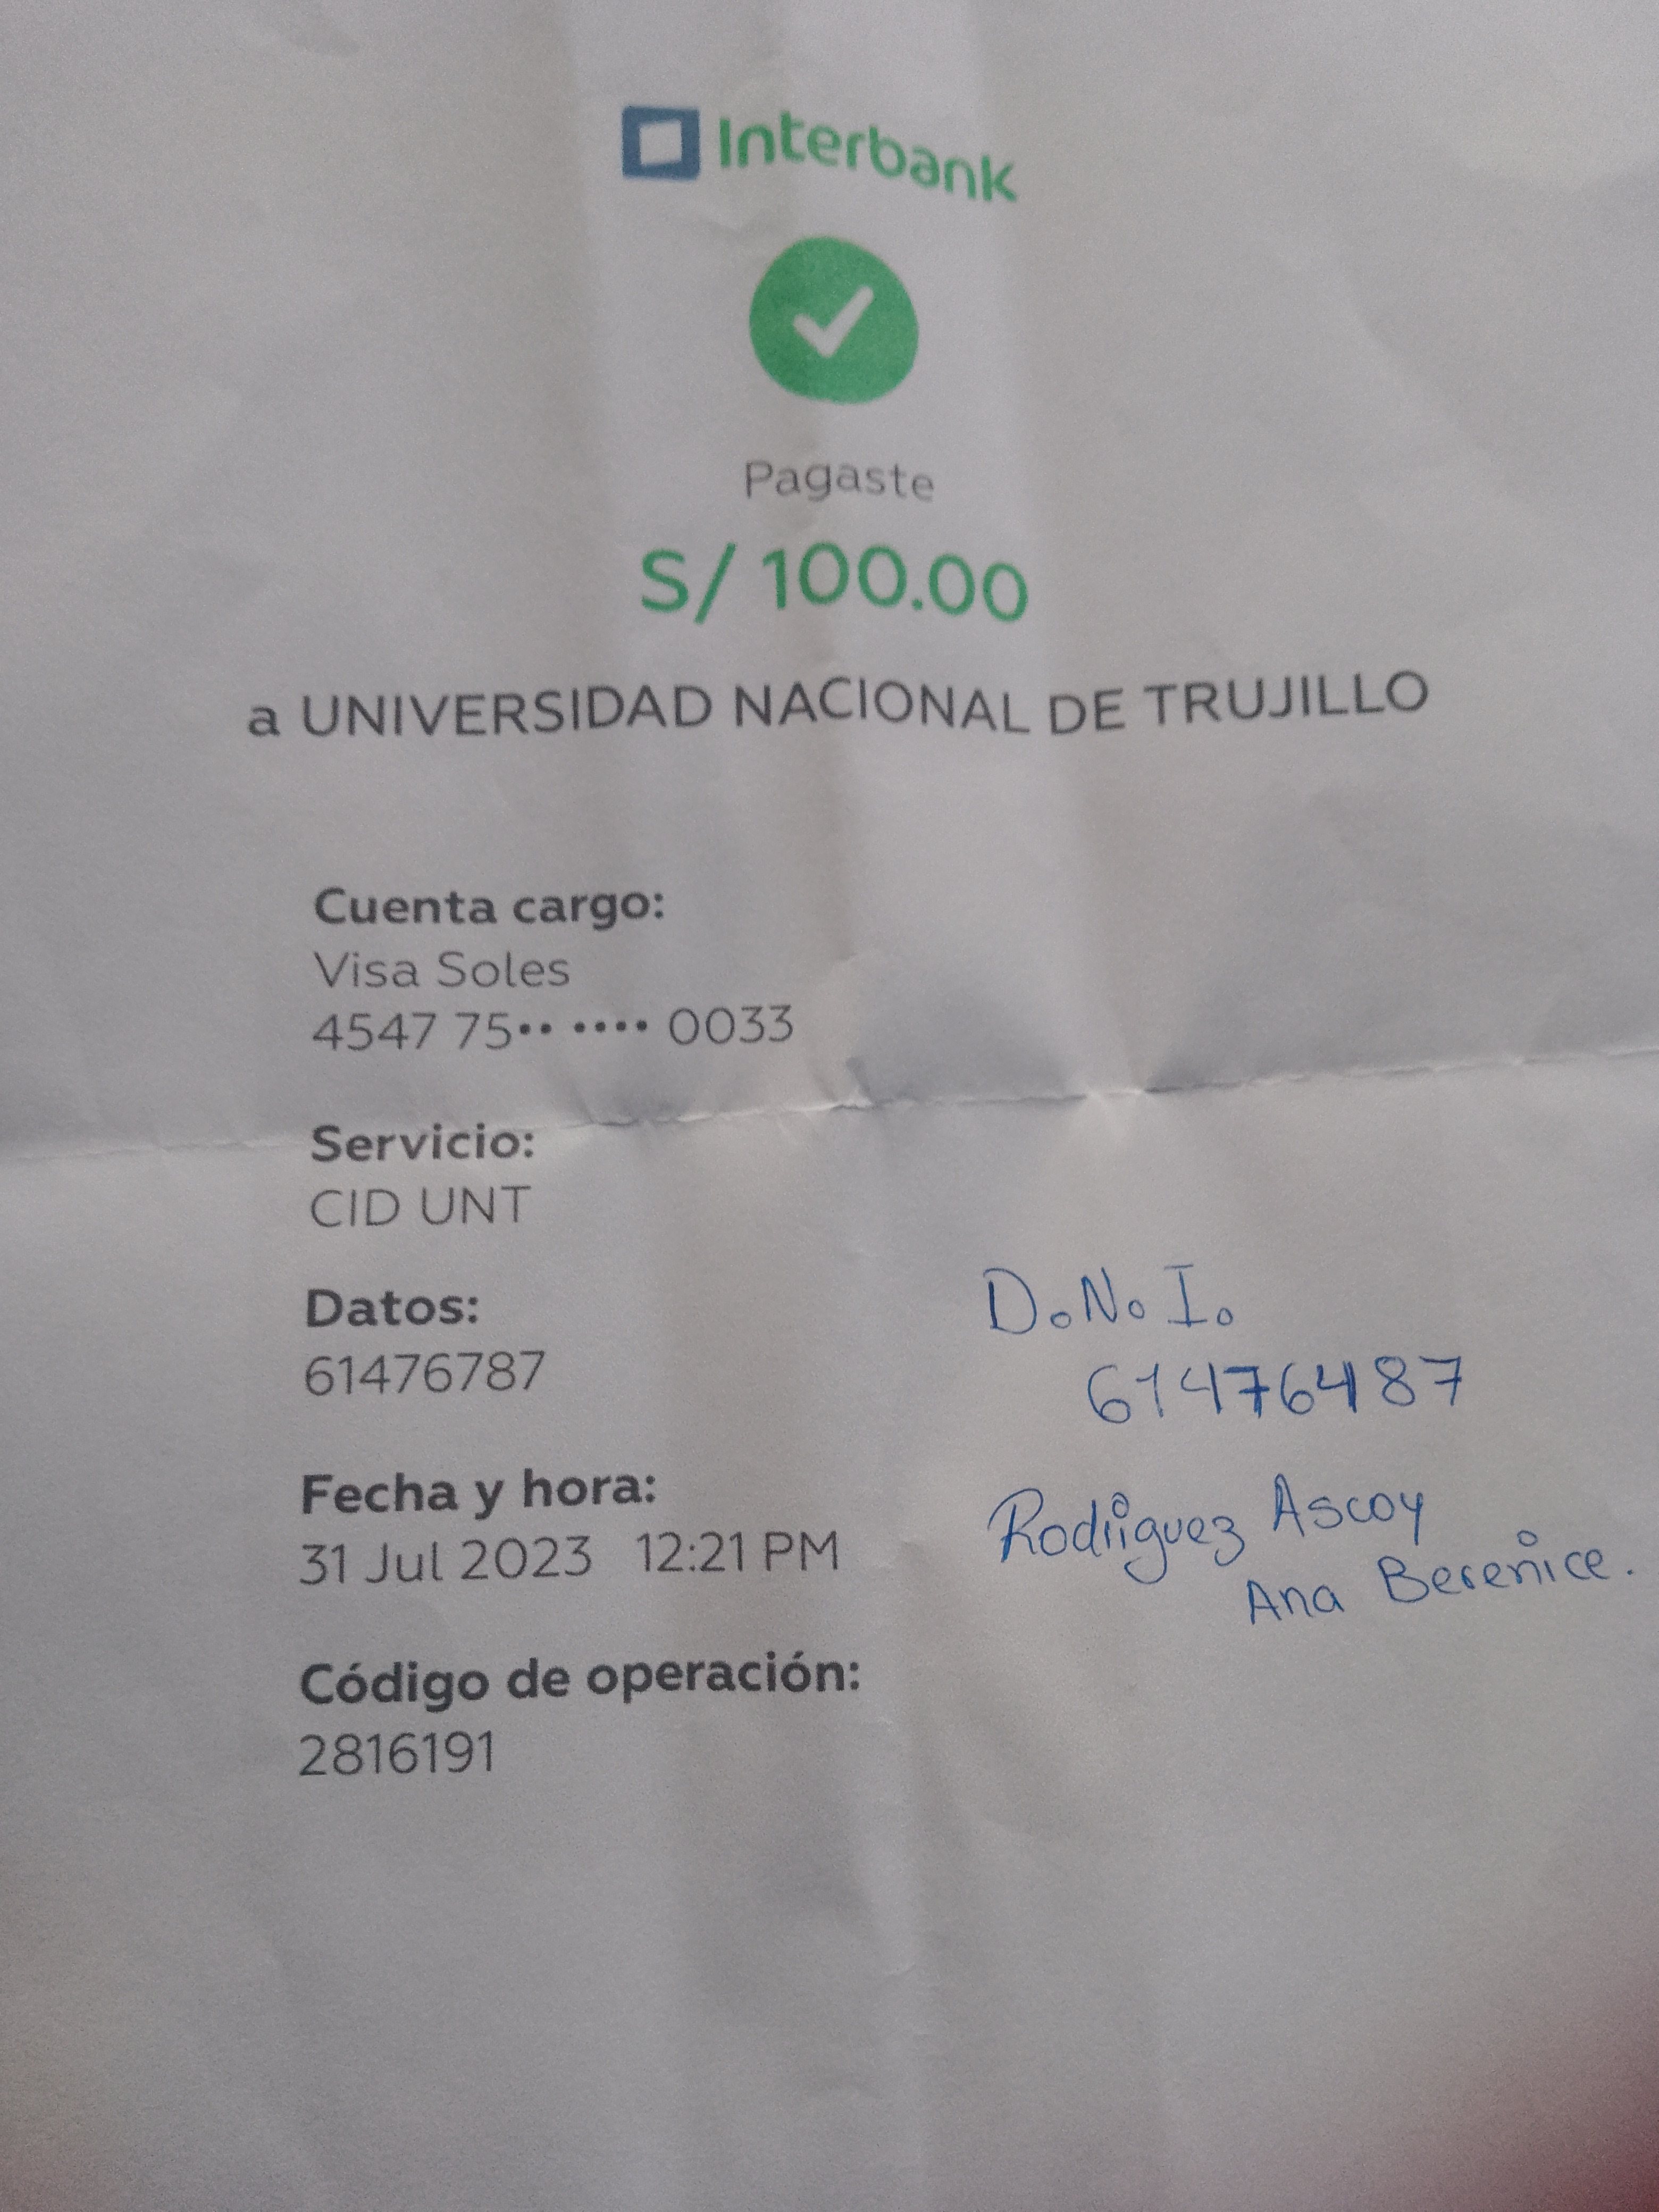 Interbank
Pagaste
S/ 100.00
a UNIVERSIDAD NACIONAL DE TRUJILLO
Cuenta cargo:
Visa Soles
4547 75•• •••• 0033
Servicio:
CID UNT
Datos:
61476787
D.N.I.
61476487
Fecha y hora:
31 Jul 2023 12:21 PM
Rodriguez Ascoy
Ana Berenice.
Código de operación:
2816191